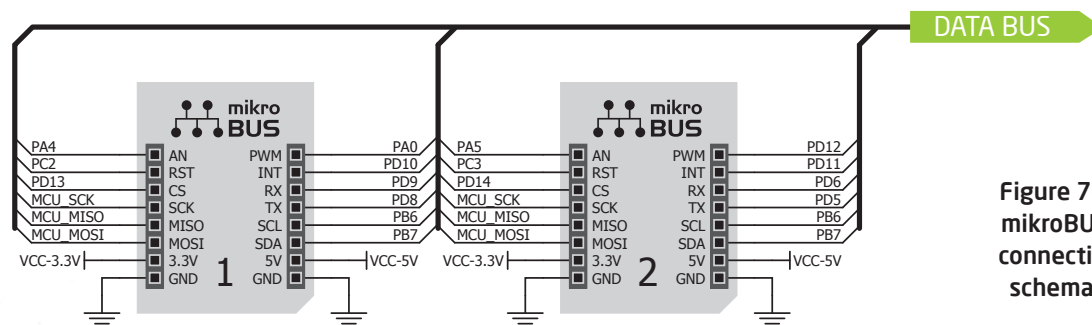 DATA BUS
mikro
BUS
PA4 AN PWM PA0
PC2 RST INT PD10
PD13 CS RX PD9
MCU_SCK SCK TX PD8
MCU_MISO MISO SCL PB6
MCU_MOSI MOSI SDA PB7
VCC-3.3V 3.3V 5V VCC-5V
GND 1 GND
mikro
BUS
PA5 AN PWM PD12
PC3 RST INT PD11
PD14 CS RX PD6
MCU_SCK SCK TX PD5
MCU_MISO MISO SCL PB6
MCU_MOSI MOSI SDA PB7
VCC-3.3V 3.3V 5V VCC-5V
GND 2 GND
Figure 7
mikroBU
connecti
schema